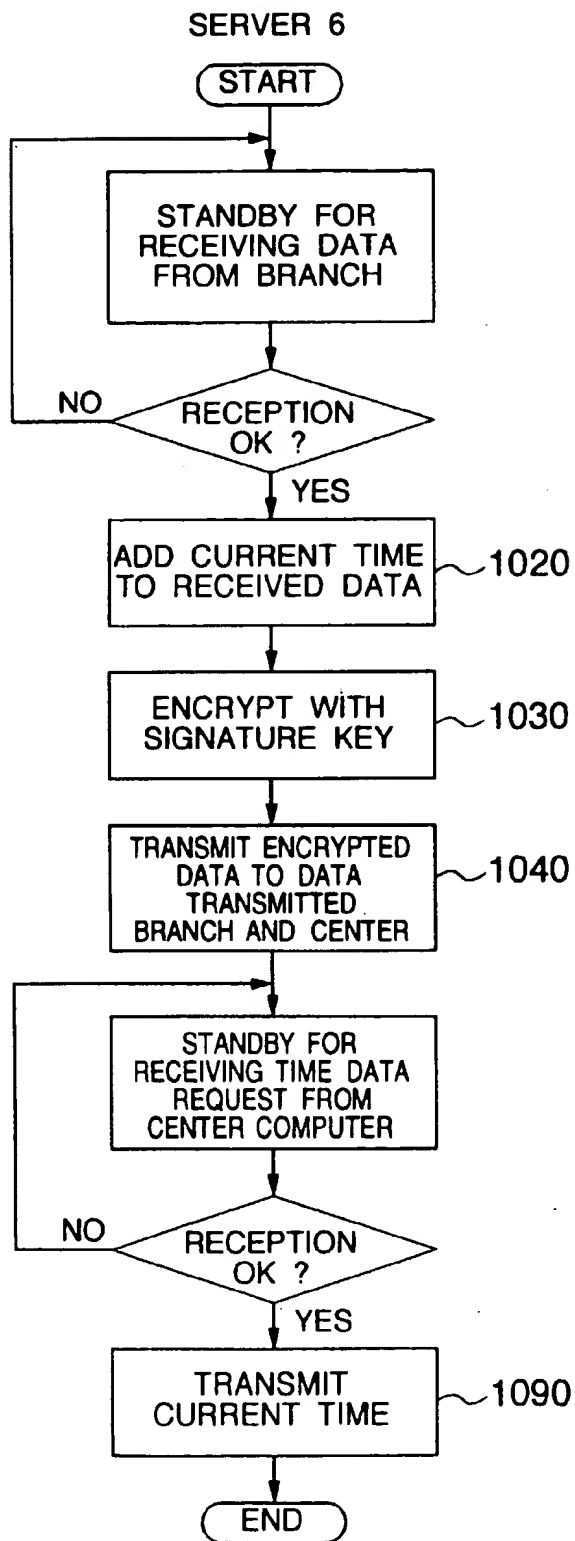 SERVER 6
START
STANDBY FOR
RECEIVING DATA
FROM BRANCH
NO
RECEPTION
OK ?
YES
ADD CURRENT TIME
TO RECEIVED DATA
1020
ENCRYPT WITH
SIGNATURE KEY
1030
TRANSMIT ENCRYPTED
DATA TO DATA
TRANSMITTED
BRANCH AND CENTER
1040
STANDBY FOR
RECEIVING TIME DATA
REQUEST FROM
CENTER COMPUTER
NO
RECEPTION
OK ?
YES
TRANSMIT
CURRENT TIME
1090
END